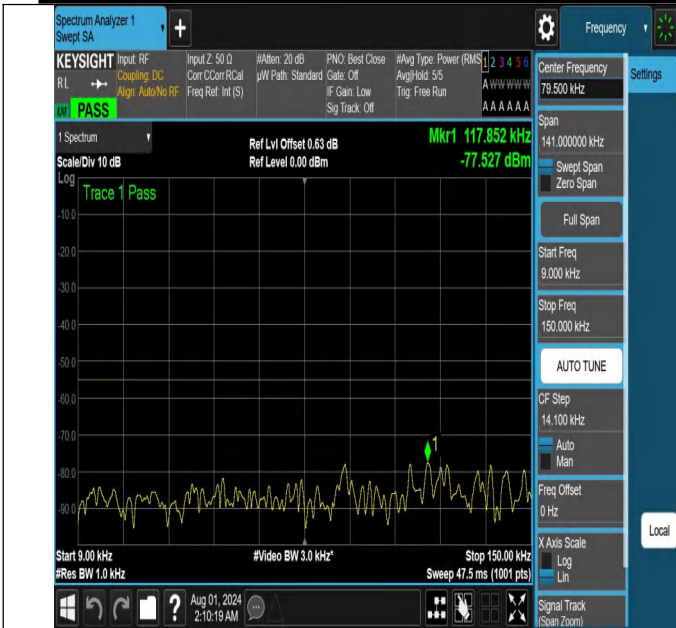 Spectrum Analyzer 1
Swept SA
+
Frequency
KEYSIGHT
Input: RF
Coupling: DC
Align: Auto/No RF
Input Z: 50 Ω
Corr CCorr RCal
Freq Ref: Int (S)
#Atten: 20 dB
µW Path: Standard
PNO: Best Close
Gate: Off
IF Gain: Low
Sig Track: Off
#Avg Type: Power (RMS
Avg|Hold: 5/5
Trig: Free Run
1 2 3 4 5 6
A W W W W W
A A A A A A
R L
PASS
Center Frequency
79.500 kHz
Settings
Span
141.000000 kHz
Swept Span
Zero Span
Full Span
Start Freq
9.000 kHz
Stop Freq
150.000 kHz
AUTO TUNE
CF Step
14.100 kHz
Auto
Man
Freq Offset
0 Hz
X Axis Scale
Log
Lin
Local
Signal Track
(Span Zoom)
1 Spectrum
Scale/Div 10 dB
Log
Ref Lvl Offset 0.63 dB
Ref Level 0.00 dBm
Mkr1 117.852 kHz
-77.527 dBm
Trace 1 Pass
-10.0
-20.0
-30.0
-40.0
-50.0
-60.0
-70.0
-80.0
-90.0
1
Start 9.00 kHz
#Res BW 1.0 kHz
#Video BW 3.0 kHz*
Stop 150.00 kHz
Sweep 47.5 ms (1001 pts)
?
Aug 01, 2024
2:10:19 AM